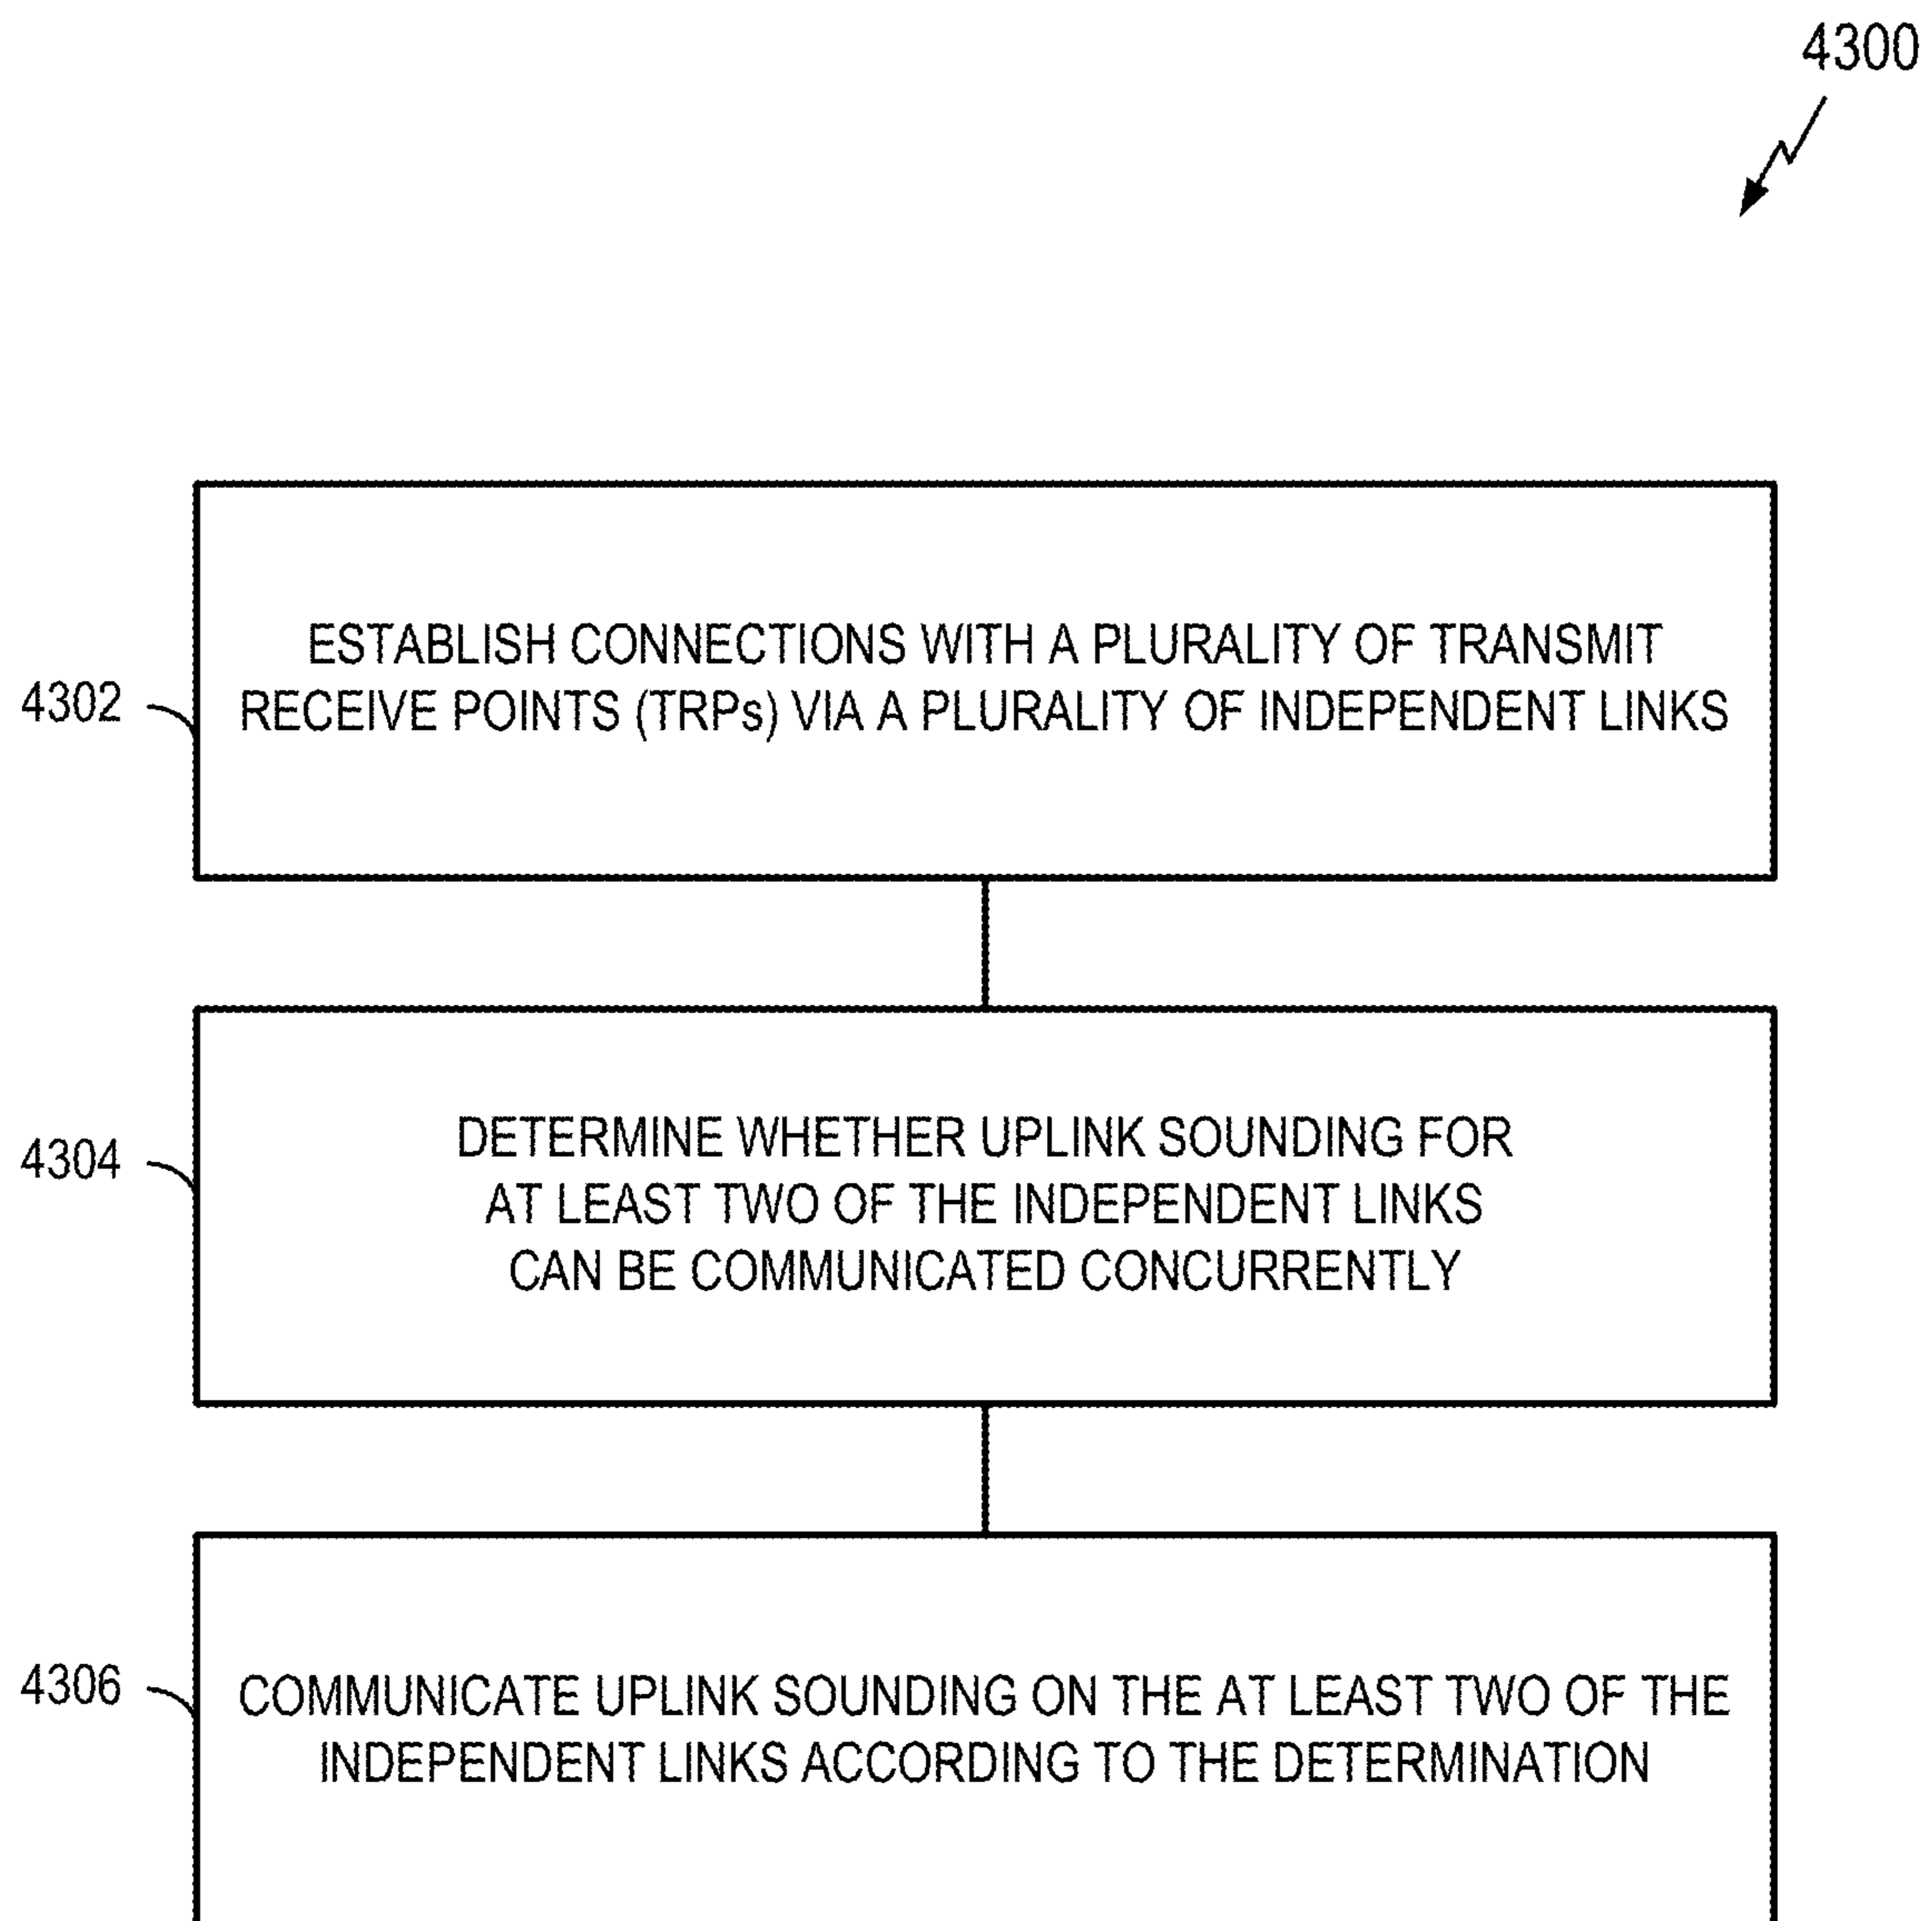 4300
4302
ESTABLISH CONNECTIONS WITH A PLURALITY OF TRANSMIT
RECEIVE POINTS (TRPs) VIA A PLURALITY OF INDEPENDENT LINKS
4304
DETERMINE WHETHER UPLINK SOUNDING FOR
AT LEAST TWO OF THE INDEPENDENT LINKS
CAN BE COMMUNICATED CONCURRENTLY
4306
COMMUNICATE UPLINK SOUNDING ON THE AT LEAST TWO OF THE
INDEPENDENT LINKS ACCORDING TO THE DETERMINATION